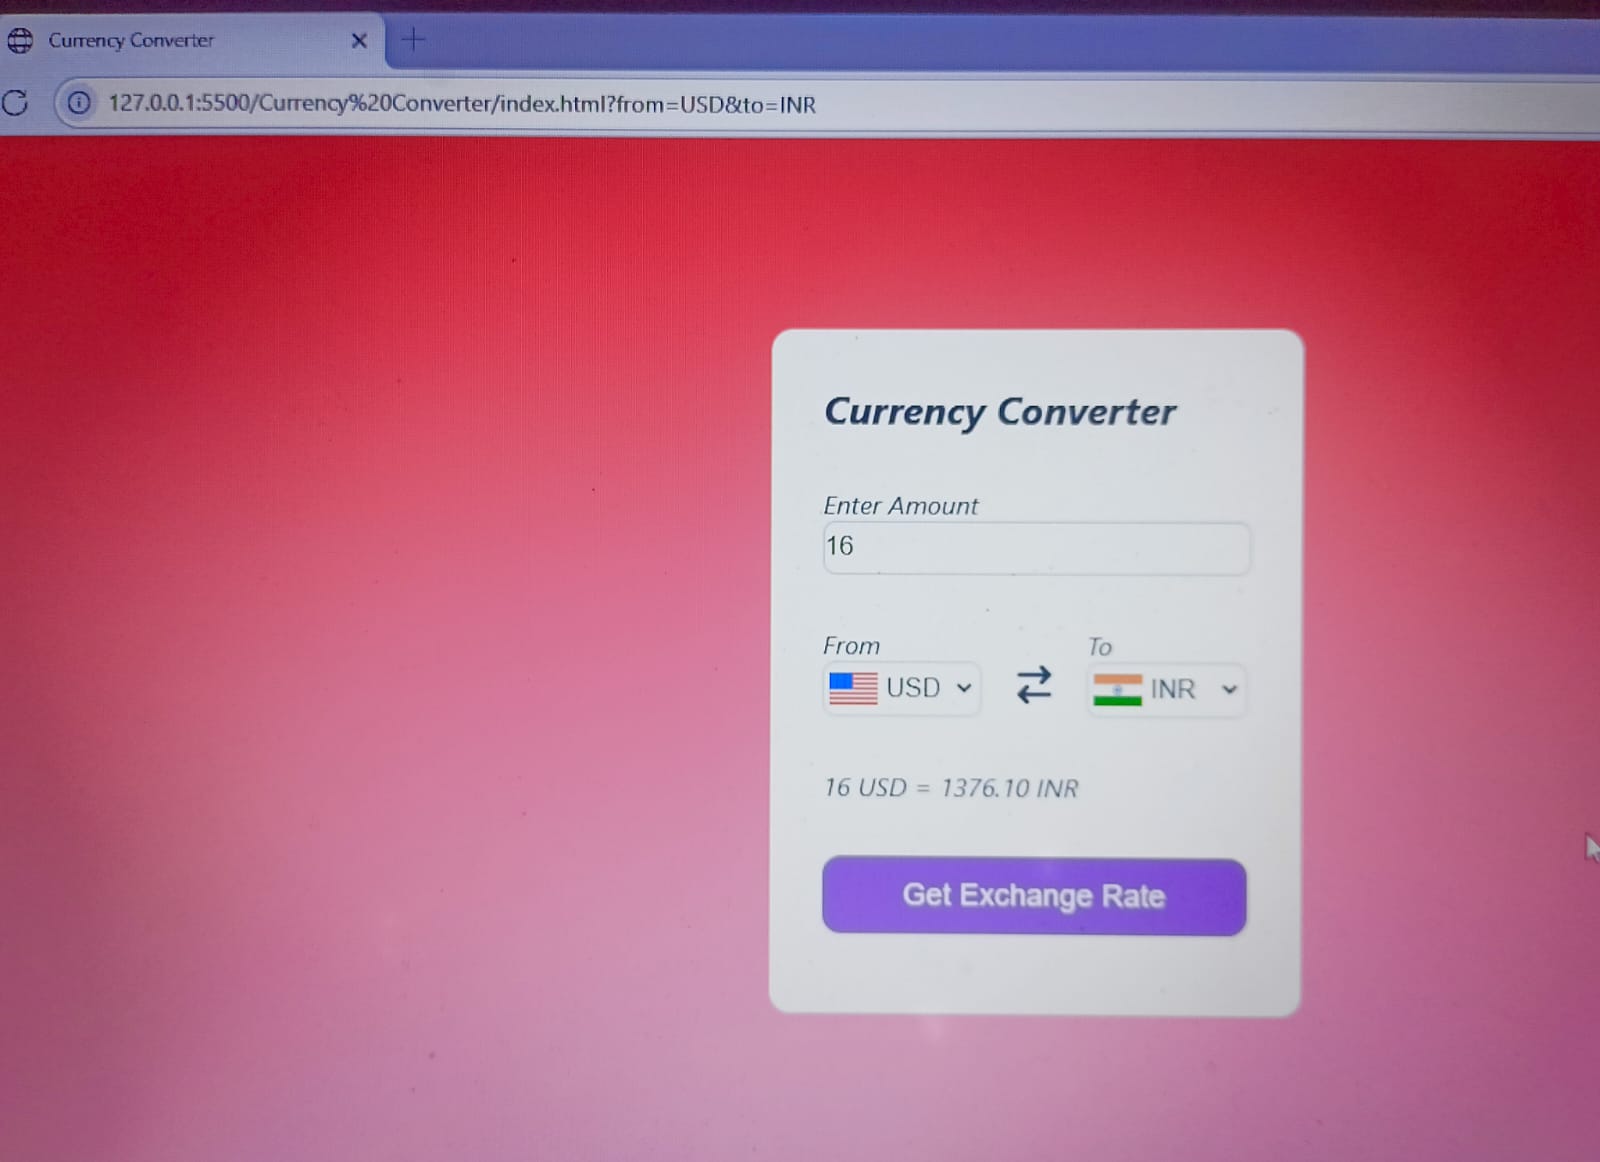 Currency Converter
127.0.0.1:5500/Currency%20Converter/index.html?from=USD&to=INR
Currency Converter
Enter Amount
16
From To
USD INR
16 USD = 1376.10 INR
Get Exchange Rate